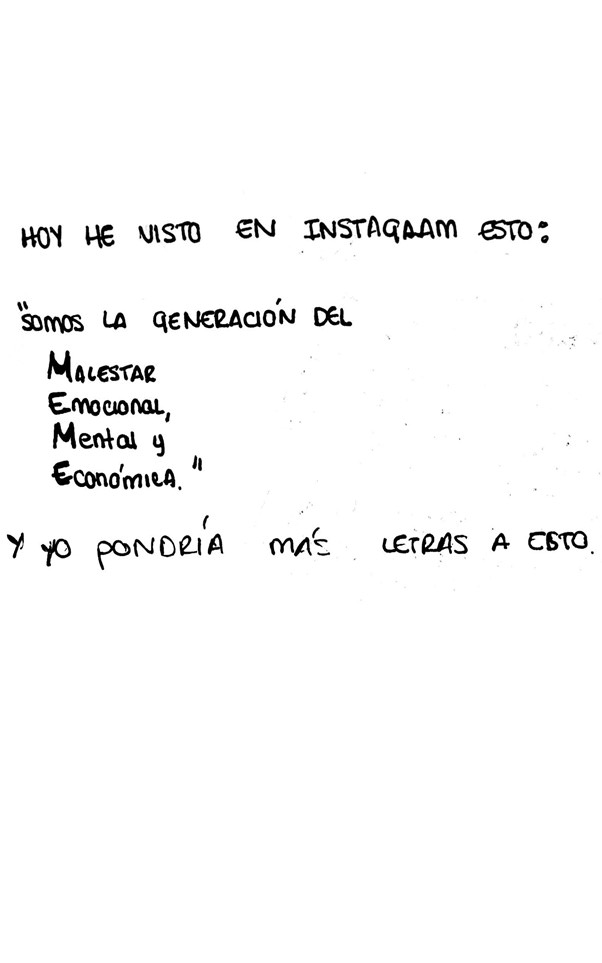 HOY HE VISTO EN INSTAGRAM ESTO:
"SOMOS LA GENERACIÓN DEL
MALESTAR
EMOCIONAL,
Mental y
ECONÓMICA."
Y YO PONDRÍA MÁS LETRAS A ESTO.